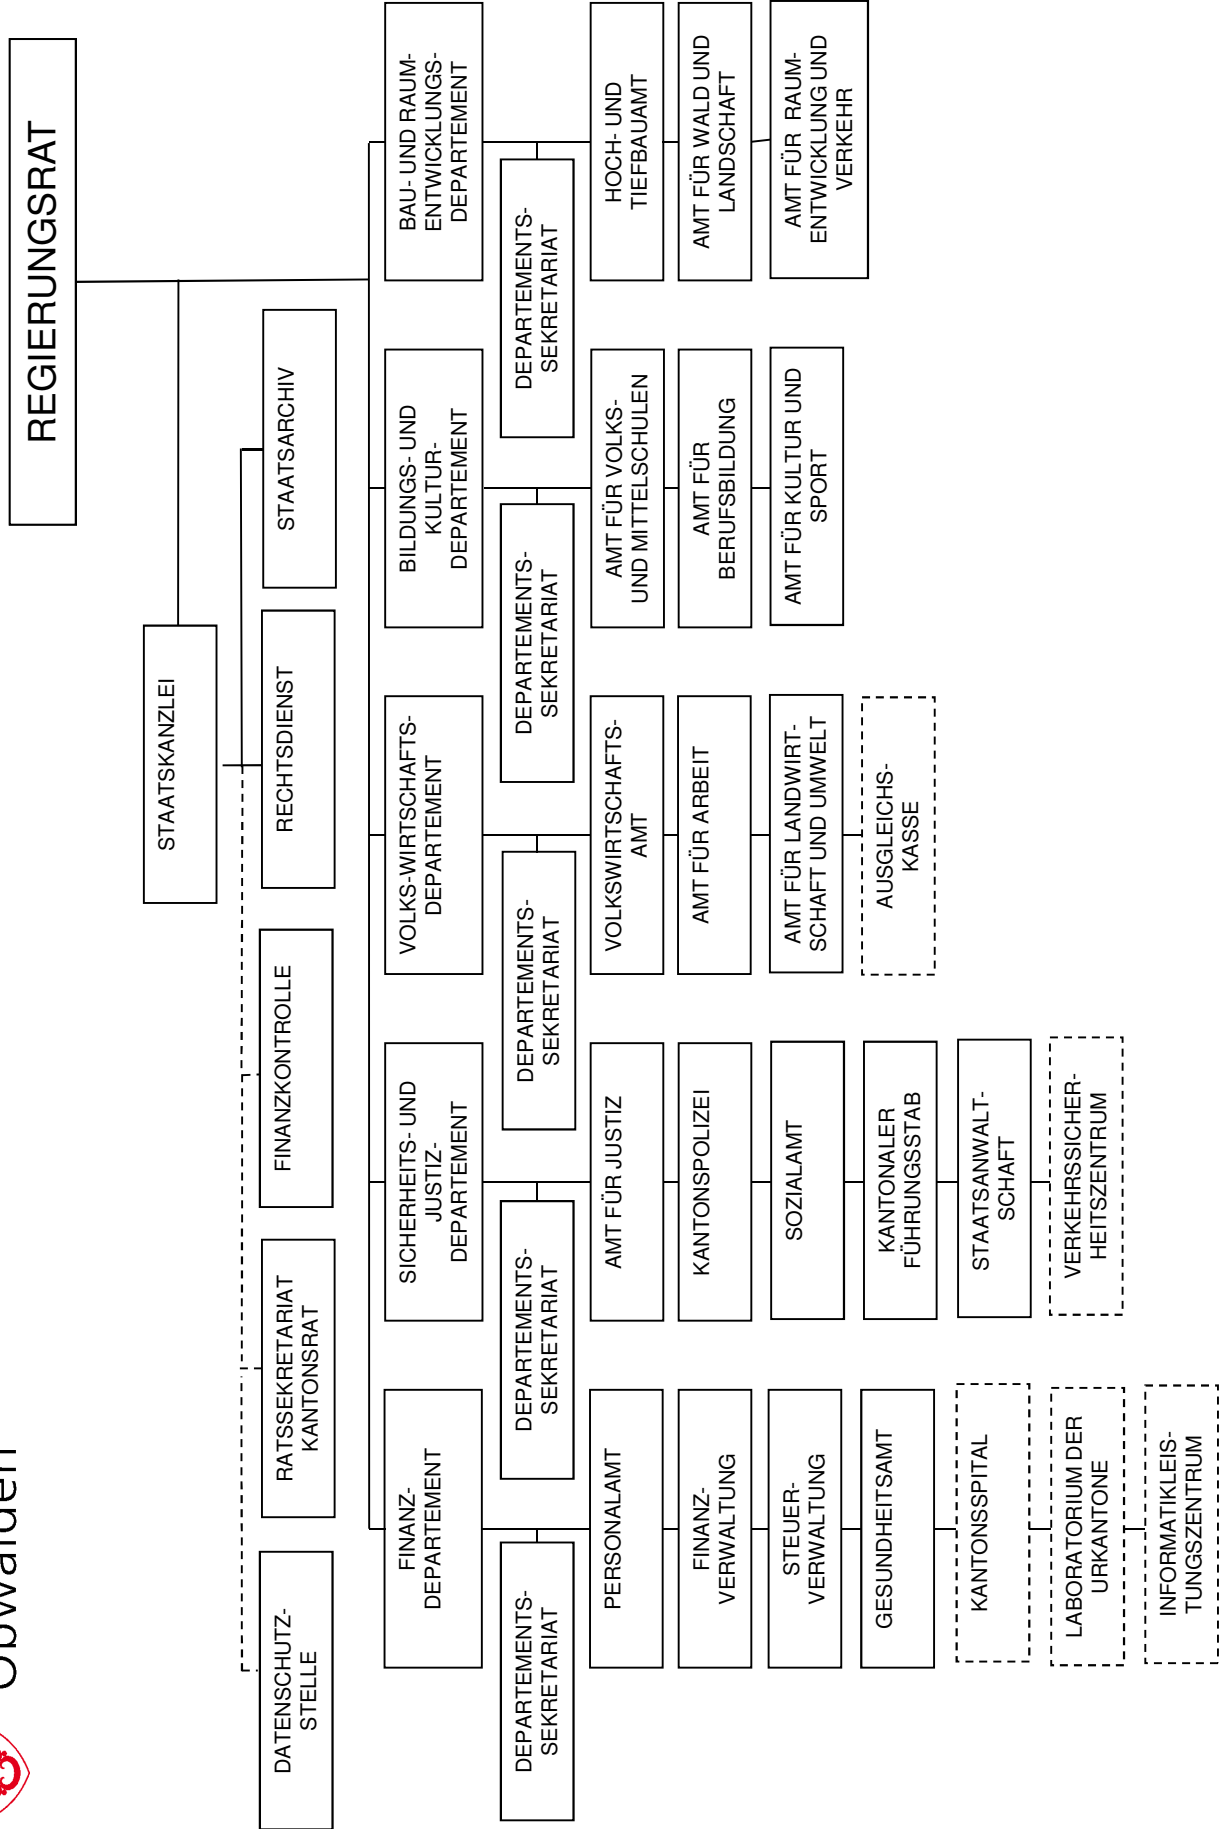 Obwalden
REGIERUNGSRAT
STAATSKANZLEI
DATENSCHUTZ-
STELLE
RATSSEKRETARIAT
KANTONSRAT
FINANZKONTROLLE
RECHTSDIENST
STAATSARCHIV
FINANZ-
DEPARTEMENT
SICHERHEITS- UND
JUSTIZ-
DEPARTEMENT
VOLKS-WIRTSCHAFTS-
DEPARTEMENT
BILDUNGS- UND
KULTUR-
DEPARTEMENT
BAU- UND RAUM-
ENTWICKLUNGS-
DEPARTEMENT
DEPARTEMENTS-
SEKRETARIAT
DEPARTEMENTS-
SEKRETARIAT
DEPARTEMENTS-
SEKRETARIAT
DEPARTEMENTS-
SEKRETARIAT
DEPARTEMENTS-
SEKRETARIAT
PERSONALAMT
AMT FÜR JUSTIZ
VOLKSWIRTSCHAFTS-
AMT
AMT FÜR VOLKS-
UND MITTELSCHULEN
HOCH- UND
TIEFBAUAMT
FINANZ-
VERWALTUNG
KANTONSPOLIZEI
AMT FÜR ARBEIT
AMT FÜR
BERUFSBILDUNG
AMT FÜR WALD UND
LANDSCHAFT
STEUER-
VERWALTUNG
SOZIALAMT
AMT FÜR LANDWIRT-
SCHAFT UND UMWELT
AMT FÜR KULTUR UND
SPORT
AMT FÜR RAUM-
ENTWICKLUNG UND
VERKEHR
GESUNDHEITSAMT
KANTONALER
FÜHRUNGSSTAB
AUSGLEICHS-
KASSE
KANTONSSPITAL
STAATSANWALT-
SCHAFT
LABORATORIUM DER
URKANTONE
VERKEHRSSICHER-
HEITSZENTRUM
INFORMATIKLEIS-
TUNGSZENTRUM